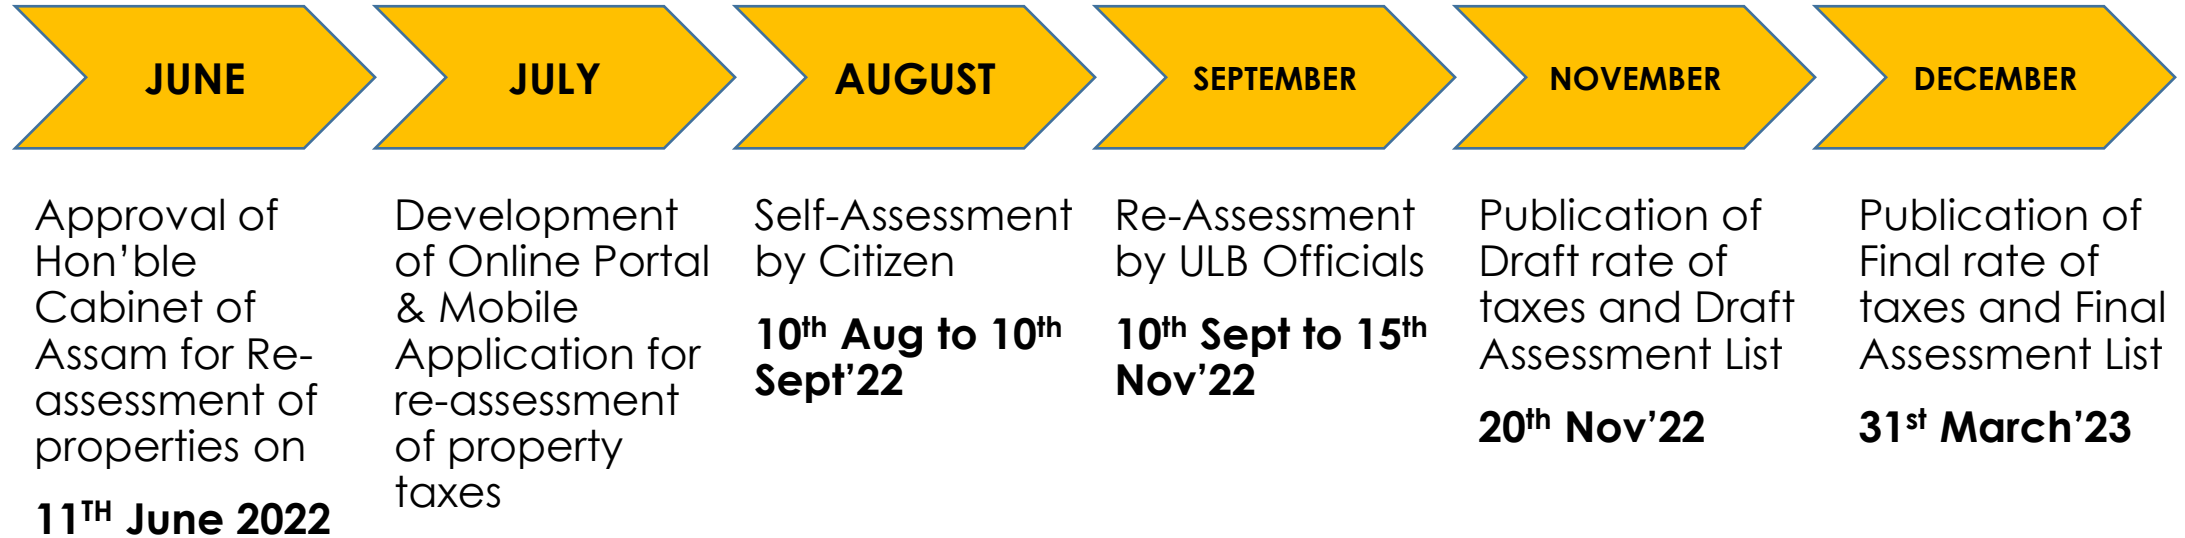 JUNE
JULY
AUGUST
SEPTEMBER
NOVEMBER
DECEMBER
Approval of
Hon’ble
Cabinet of
Assam for Re-
assessment of
properties on
11TH June 2022
Development
of Online Portal
& Mobile
Application for
re-assessment
of property
taxes
Self-Assessment
by Citizen
10th Aug to 10th
Sept’22
Re-Assessment
by ULB Officials
10th Sept to 15th
Nov’22
Publication of
Draft rate of
taxes and Draft
Assessment List
20th Nov’22
Publication of
Final rate of
taxes and Final
Assessment List
31st March’23